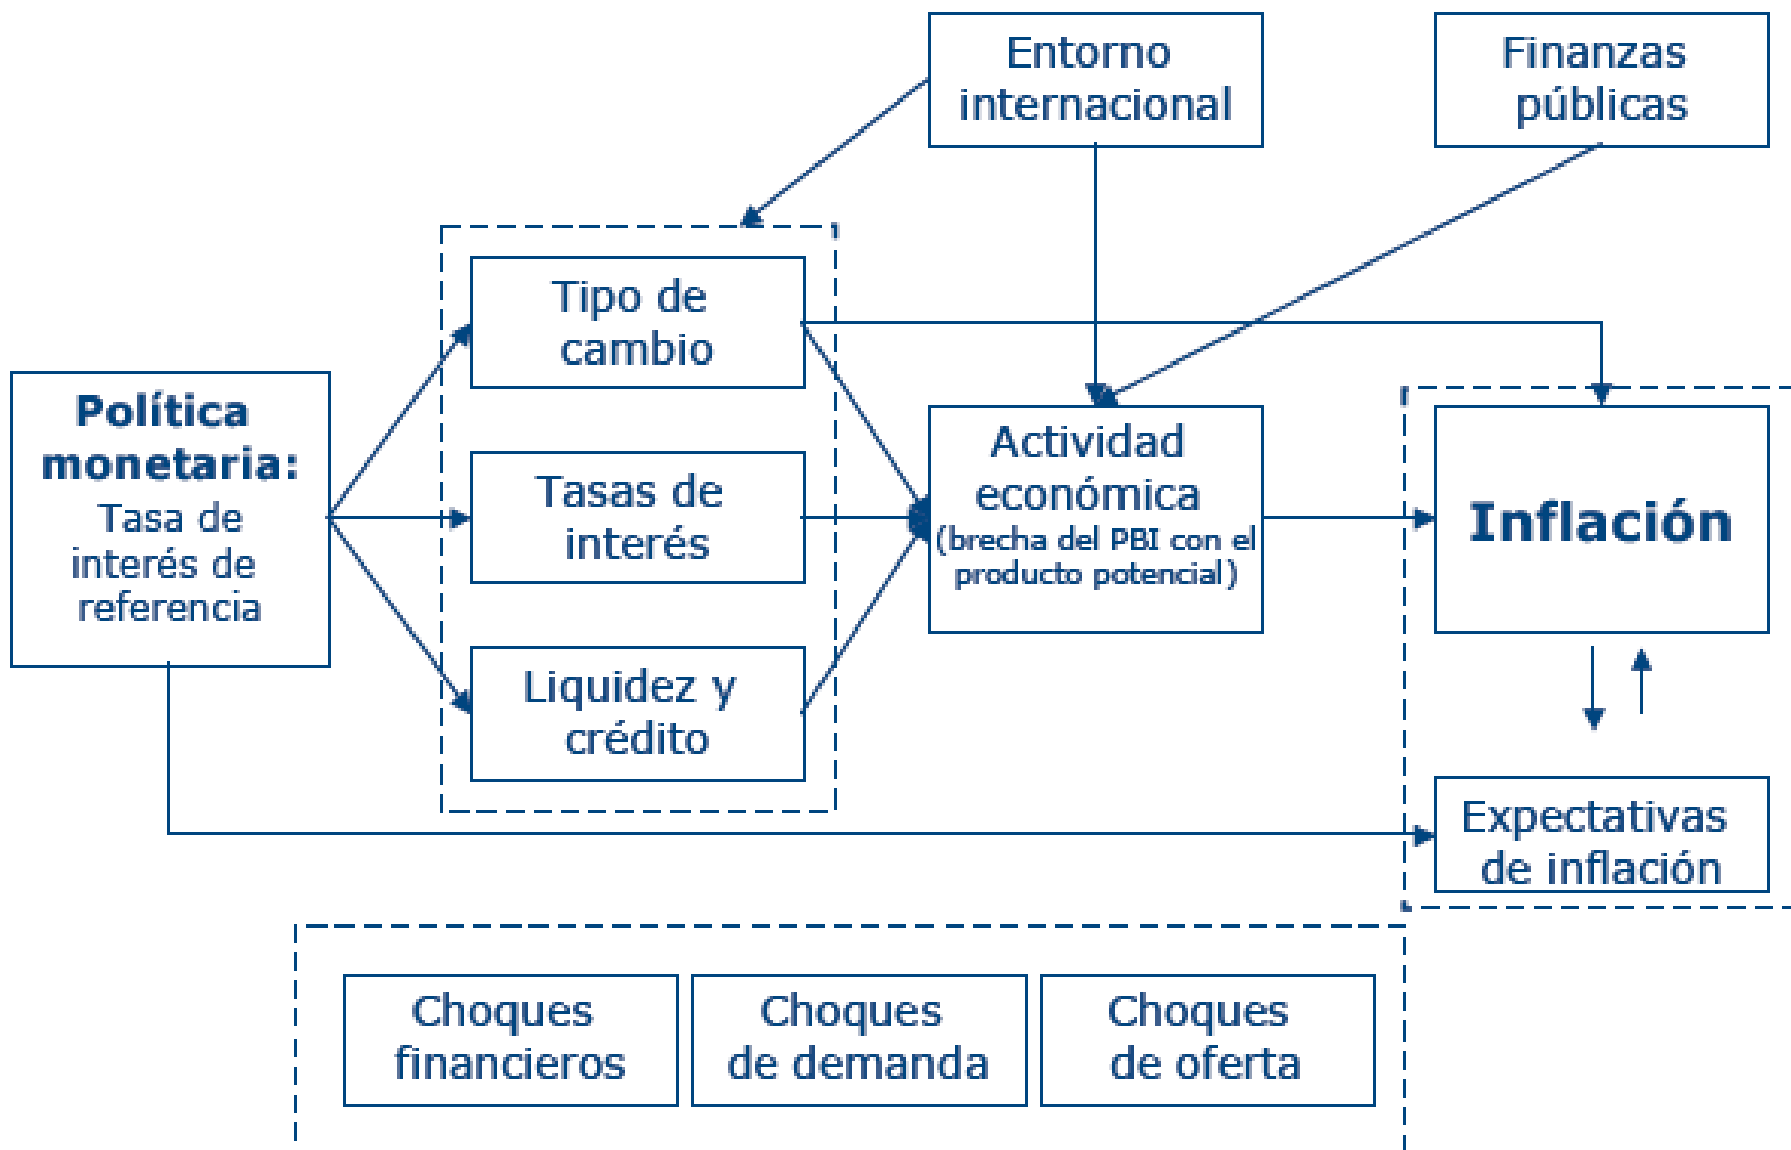 Entorno
internacional
Finanzas
públicas
Tipo de
cambio
Política
monetaria:
Tasa de
interés de
referencia
Tasas de
interés
Liquidez y
crédito
Actividad
económica
(brecha del PBI con el
producto potencial)
Inflación
Expectativas
de inflación
Choques
financieros
Choques
de demanda
Choques
de oferta